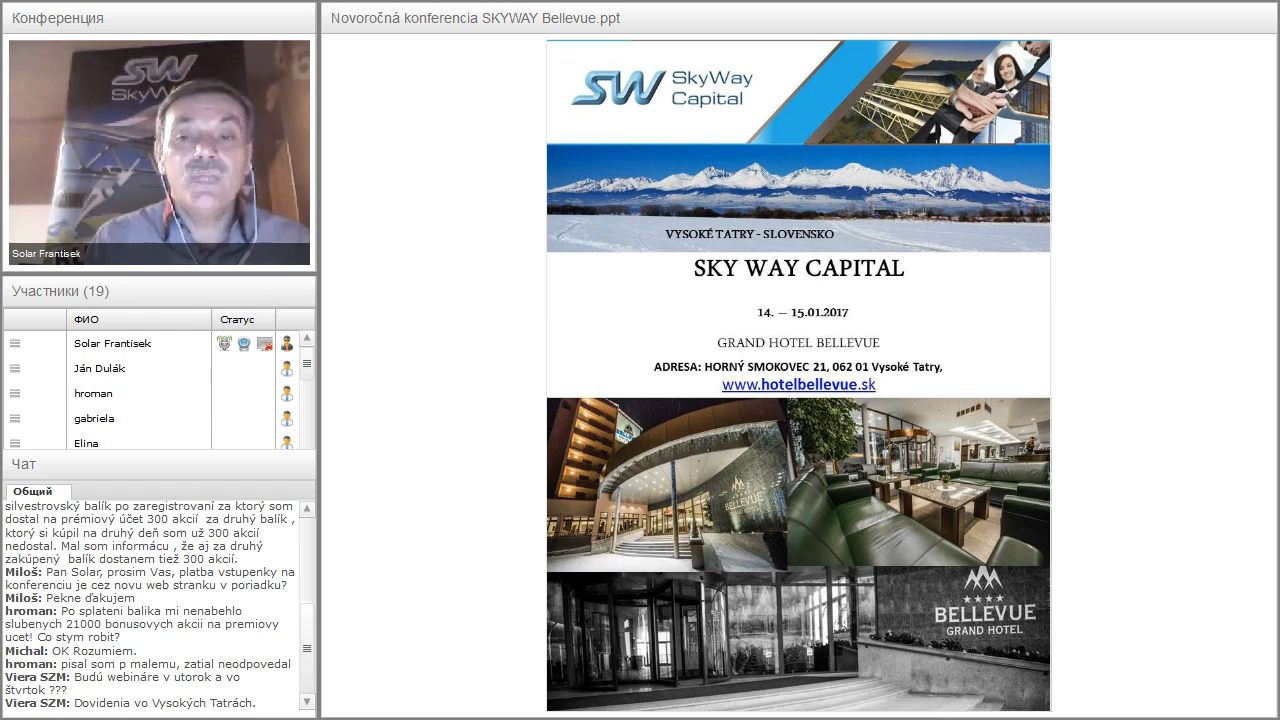 Конференция
SW
SkyW
Solar Frantisek
Участники (19)
ФИО
Статус
Solar Frantisek
Ján Dulák
hroman
gabriela
Elina
Чат
Общий
silvestrovský balík po zaregistrovaní za ktorý som
dostal na prémiový účet 300 akcií za druhý balík ,
ktorý si kúpil na druhý deň som už 300 akcií
nedostal. Mal som informácu , že aj za druhý
zakúpený balík dostanem tiež 300 akcii.
Miloš: Pan Solar, prosim Vas, platba vstupenky na
konferenciu je cez novu web stranku v poriadku?
Miloš: Pekne ďakujem
hroman: Po splateni balika mi nenabehlo
slubenych 21000 bonusovych akcii na premiovy
ucet! Co stym robit?
Michal: OK Rozumiem.
hroman: pisal som p malemu, zatial neodpovedal
Viera SZM: Budú webináre v utorok a vo
štvrtok ???
Viera SZM: Dovidenia vo Vysokých Tatrách.
Novoročná konferencia SKYWAY Bellevue.ppt
SW SkyWay
Capital
VYSOKÉ TATRY - SLOVENSKO
SKY WAY CAPITAL
14. — 15.01.2017
GRAND HOTEL BELLEVUE
ADRESA: HORNÝ SMOKOVEC 21, 062 01 Vysoké Tatry,
www.hotelbellevue.sk
BELLEVUE
BELLEVUE
GRAND HOTEL